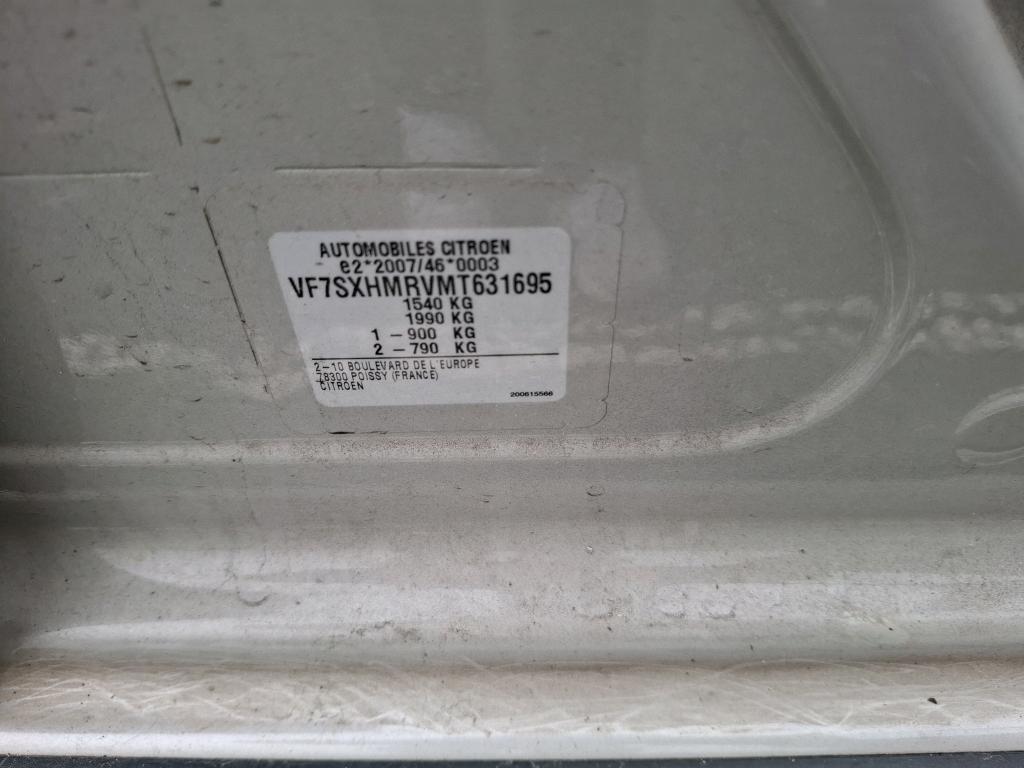 AUTOMOBILES CITROEN
e2*2007/46*0003
VF7SXHMRVMT631695
1540 KG
1990 KG
1 - 900 KG
2 - 790 KG
2-10 BOULEVARD DE L'EUROPE
78300 POISSY (FRANCE)
CITROEN
200615566